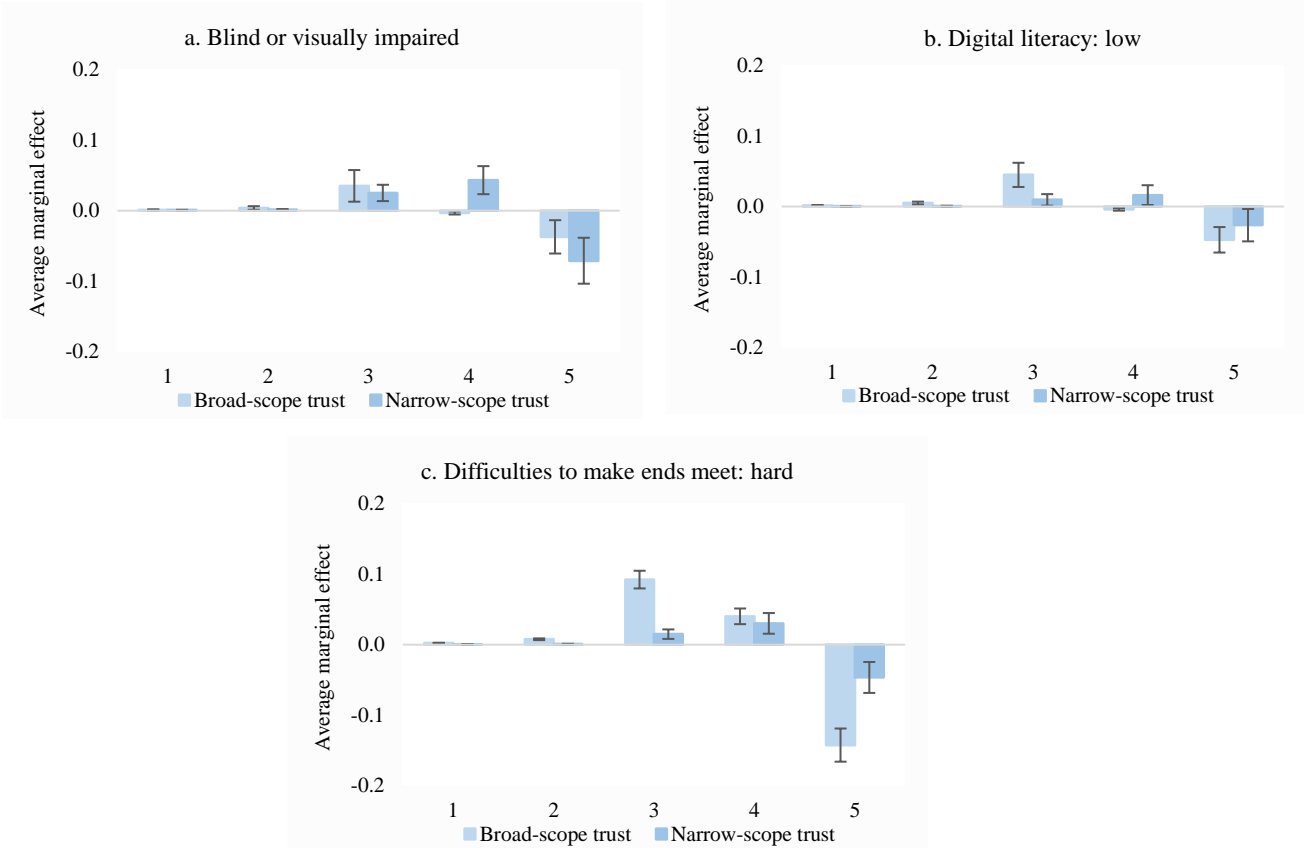 a. Blind or visually impaired
0.2
0.1
0.0
-0.1
-0.2
Average marginal effect
1 2 3 4 5
Broad-scope trust Narrow-scope trust
b. Digital literacy: low
0.2
0.1
0.0
-0.1
-0.2
Average marginal effect
1 2 3 4 5
Broad-scope trust Narrow-scope trust
c. Difficulties to make ends meet: hard
0.2
0.1
0.0
-0.1
-0.2
Average marginal effect
1 2 3 4 5
Broad-scope trust Narrow-scope trust